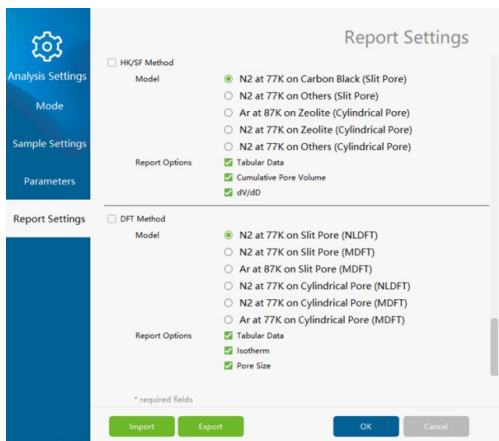 Report Settings
Analysis Settings
Mode
Sample Settings
Parameters
Report Settings
HK/SF Method
Model
N2 at 77K on Carbon Black (Slit Pore)
N2 at 77K on Others (Slit Pore)
Ar at 87K on Zeolite (Cylindrical Pore)
N2 at 77K on Zeolite (Cylindrical Pore)
N2 at 77K on Others (Cylindrical Pore)
Report Options
Tabular Data
Cumulative Pore Volume
dV/dD
DFT Method
Model
N2 at 77K on Slit Pore (NLDFT)
N2 at 77K on Slit Pore (MDFT)
Ar at 87K on Slit Pore (MDFT)
N2 at 77K on Cylindrical Pore (NLDFT)
N2 at 77K on Cylindrical Pore (MDFT)
Ar at 77K on Cylindrical Pore (MDFT)
Report Options
Tabular Data
Isotherm
Pore Size
* required fields
Import Export OK Cancel